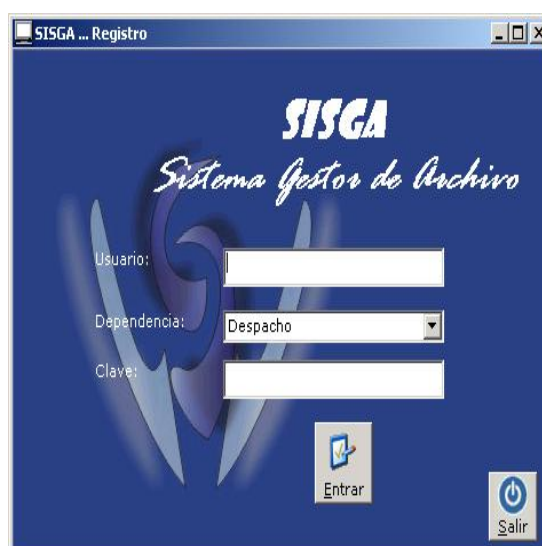 SISGA ... Registro
SISGA
Sistema Gestor de Archivo
Usuario:
Dependencia:
Despacho
Clave:
Entrar
Salir